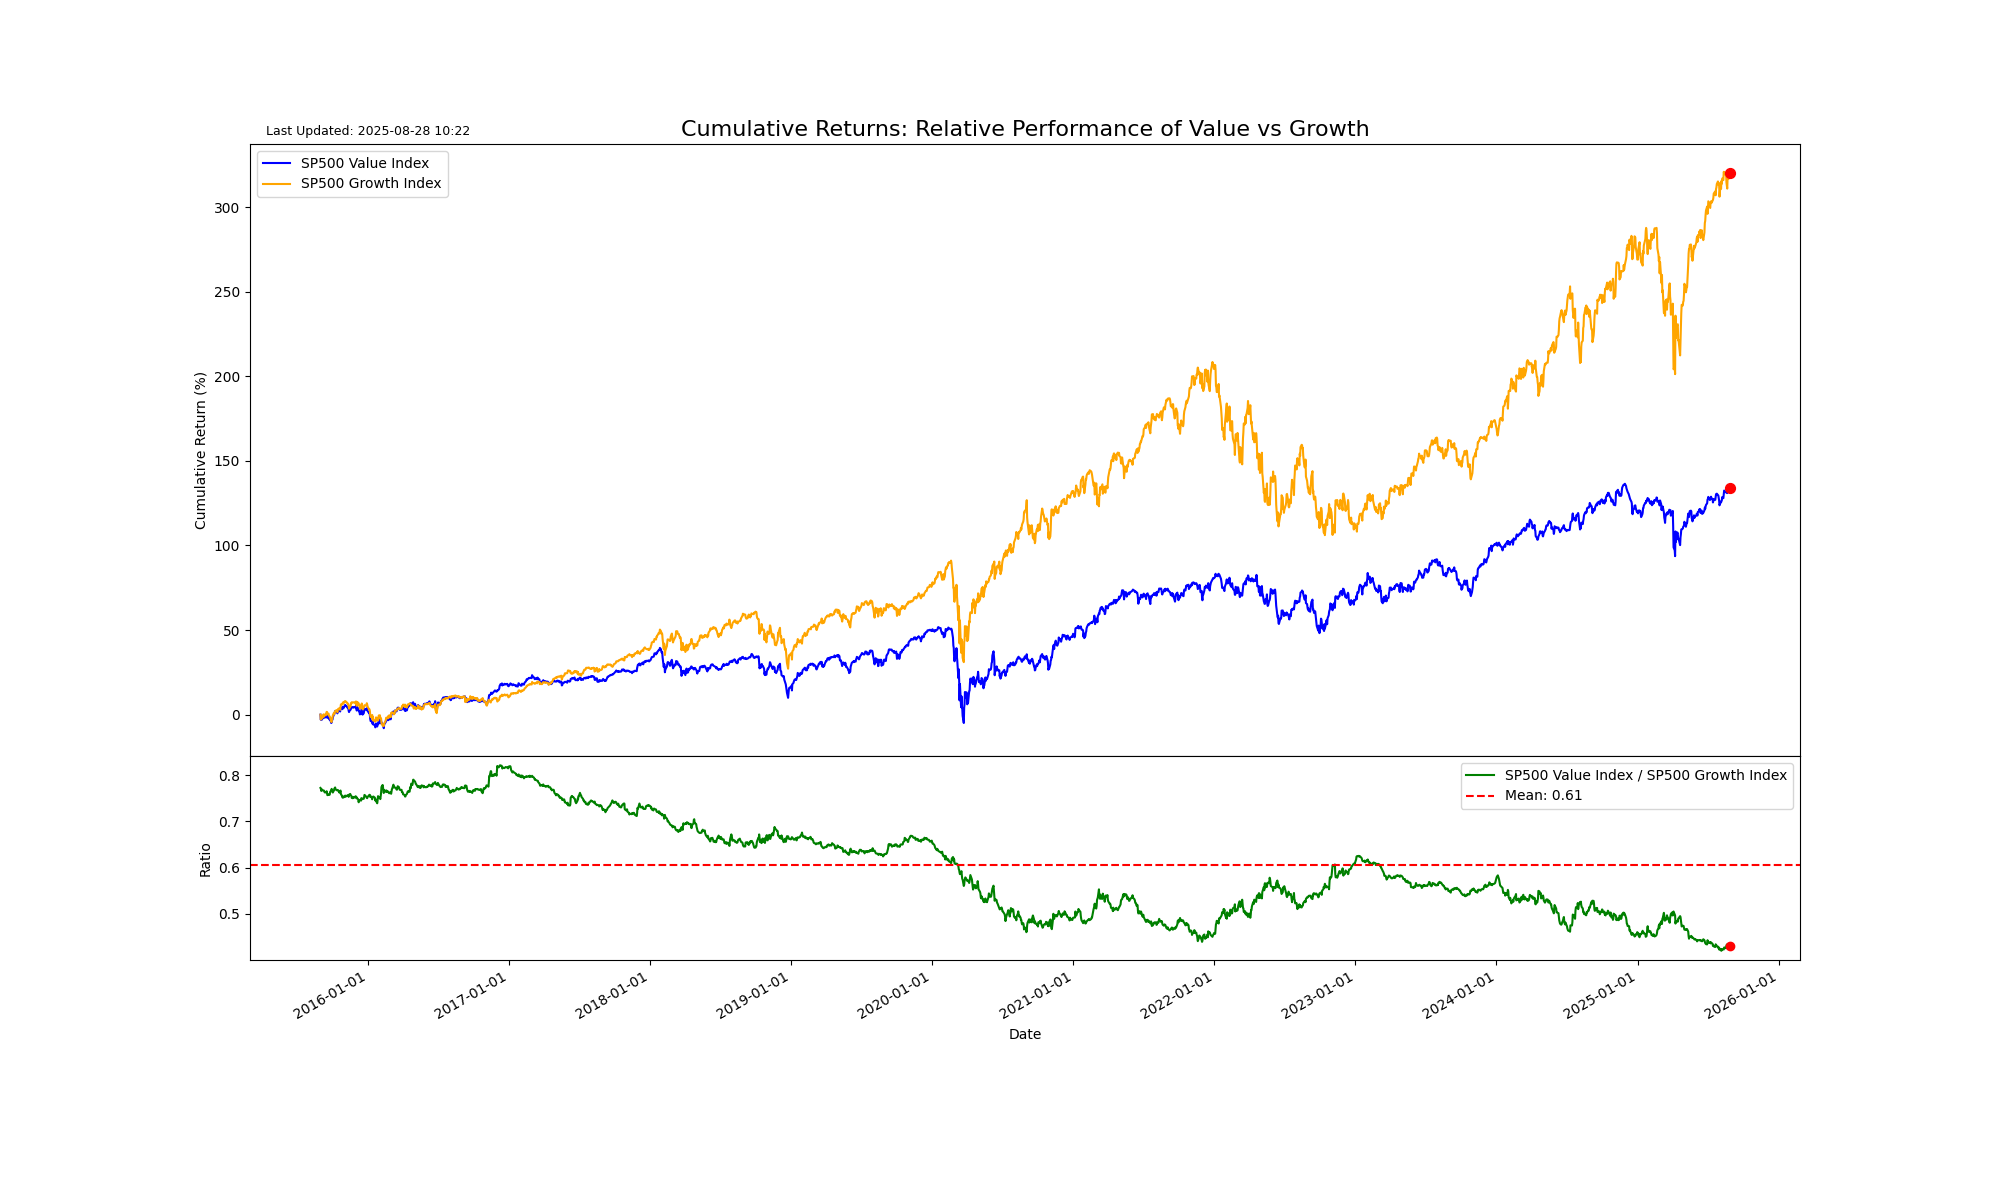 Last Updated: 2025-08-28 10:22
Cumulative Returns: Relative Performance of Value vs Growth
SP500 Value Index
SP500 Growth Index
300
250
200
150
100
50
0
Cumulative Return (%)
SP500 Value Index / SP500 Growth Index
Mean: 0.61
0.8
0.7
0.6
0.5
Ratio
2016-01-01
2017-01-01
2018-01-01
2019-01-01
2020-01-01
2021-01-01
2022-01-01
2023-01-01
2024-01-01
2025-01-01
2026-01-01
Date